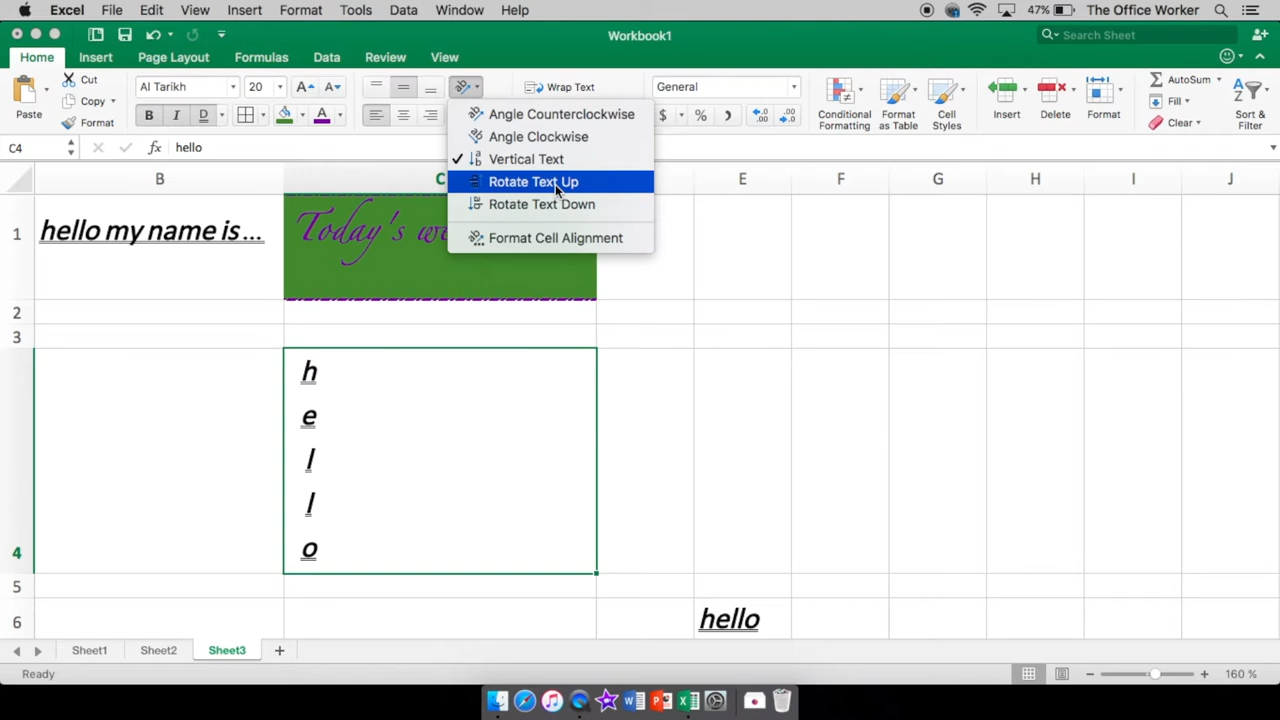 Excel File Edit View Insert Format Tools Data Window Help 47% The Office Worker
Workbook1
Search Sheet
Home Insert Page Layout Formulas Data Review View
Paste
Cut
Copy
Format
Al Tarikh 20 A A
B I U A
Wrap Text
General
$ % ,
Conditional Formatting
Format as Table
Cell Styles
Insert
Delete
Format
AutoSum
Fill
Clear
Sort & Filter
Angle Counterclockwise
Angle Clockwise
Vertical Text
Rotate Text Up
Rotate Text Down
Format Cell Alignment
C4 fx hello
B C E F G H I J
1 hello my name is ... Today's
2
3
4
h
e
l
l
o
5
6 hello
Sheet1 Sheet2 Sheet3 +
Ready 160 %